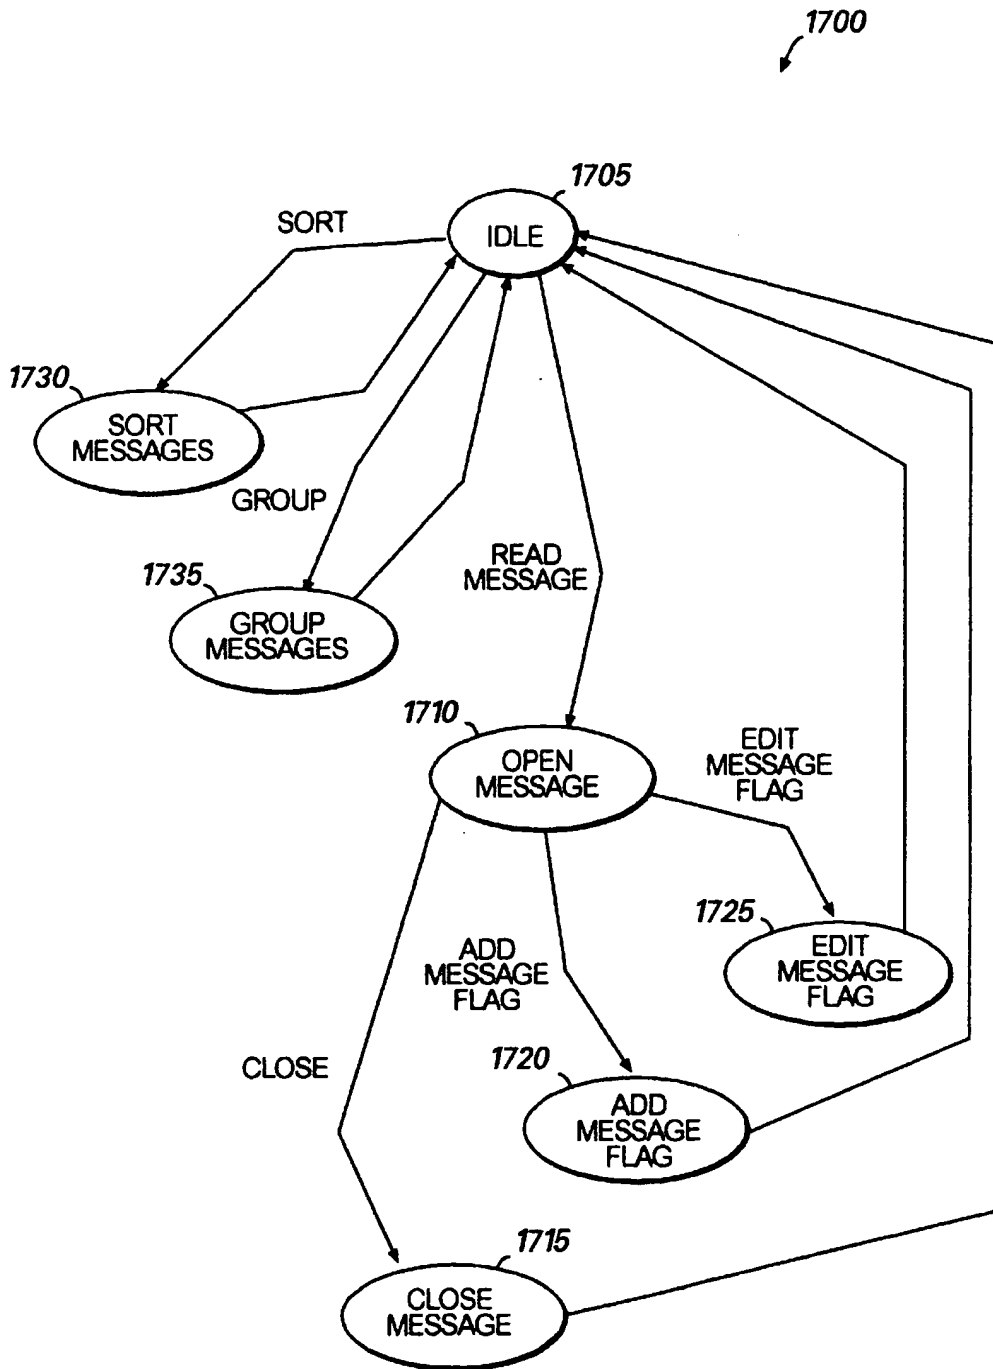 1700
1705
IDLE
SORT
1730
SORT
MESSAGES
GROUP
1735
GROUP
MESSAGES
READ
MESSAGE
1710
OPEN
MESSAGE
EDIT
MESSAGE
FLAG
1725
EDIT
MESSAGE
FLAG
ADD
MESSAGE
FLAG
1720
ADD
MESSAGE
FLAG
CLOSE
1715
CLOSE
MESSAGE